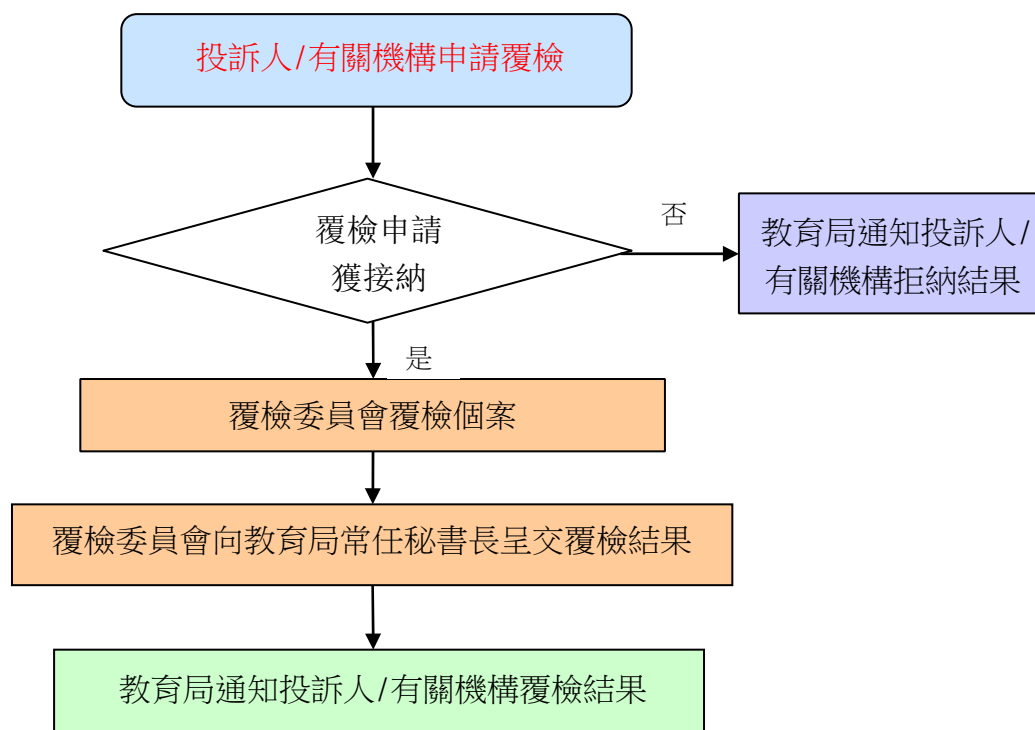 投訴人/有關機構申請覆檢
覆檢申請
獲接納
否
教育局通知投訴人/
有關機構拒納結果
是
覆檢委員會覆檢個案
覆檢委員會向教育局常任秘書長呈交覆檢結果
教育局通知投訴人/有關機構覆檢結果